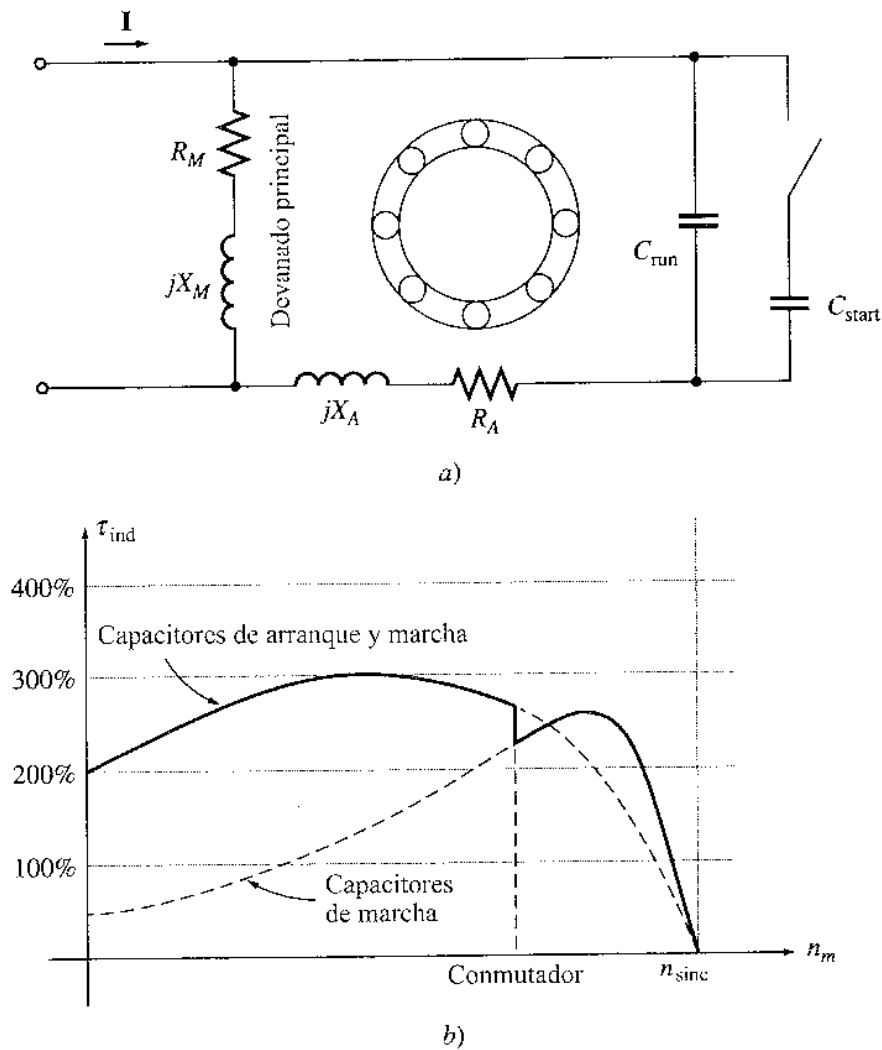 I
R_M
jX_M
Devanado principal
C_run
C_start
jX_A
R_A
a)
τ_ind
400%
Capacitores de arranque y marcha
300%
200%
100%
Capacitores
de marcha
Conmutador
n_sinc
n_m
b)